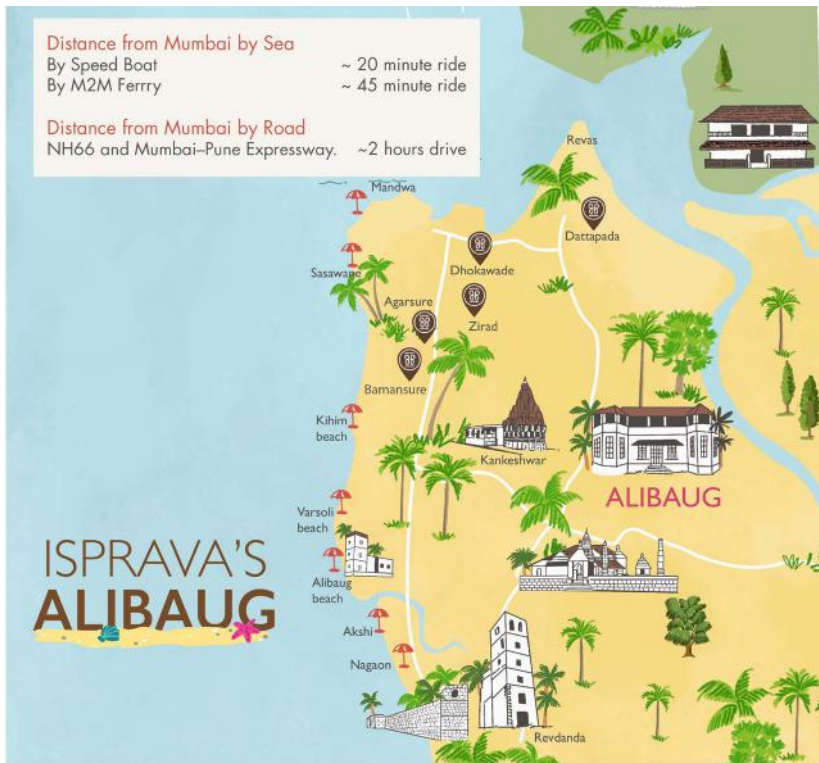 Distance from Mumbai by Sea
By Speed Boat ~ 20 minute ride
By M2M Ferrry ~ 45 minute ride
Distance from Mumbai by Road
NH66 and Mumbai–Pune Expressway. ~2 hours drive
Revas
Mandwa
Dattapada
Sasawane
Dhokawade
Agarsure
Zirad
Bamansure
Kihim
beach
Kankeshwar
ALIBAUG
Varsoli
beach
ISPRAVA'S
ALIBAUG
Alibaug
beach
Akshi
Nagaon
Revdanda